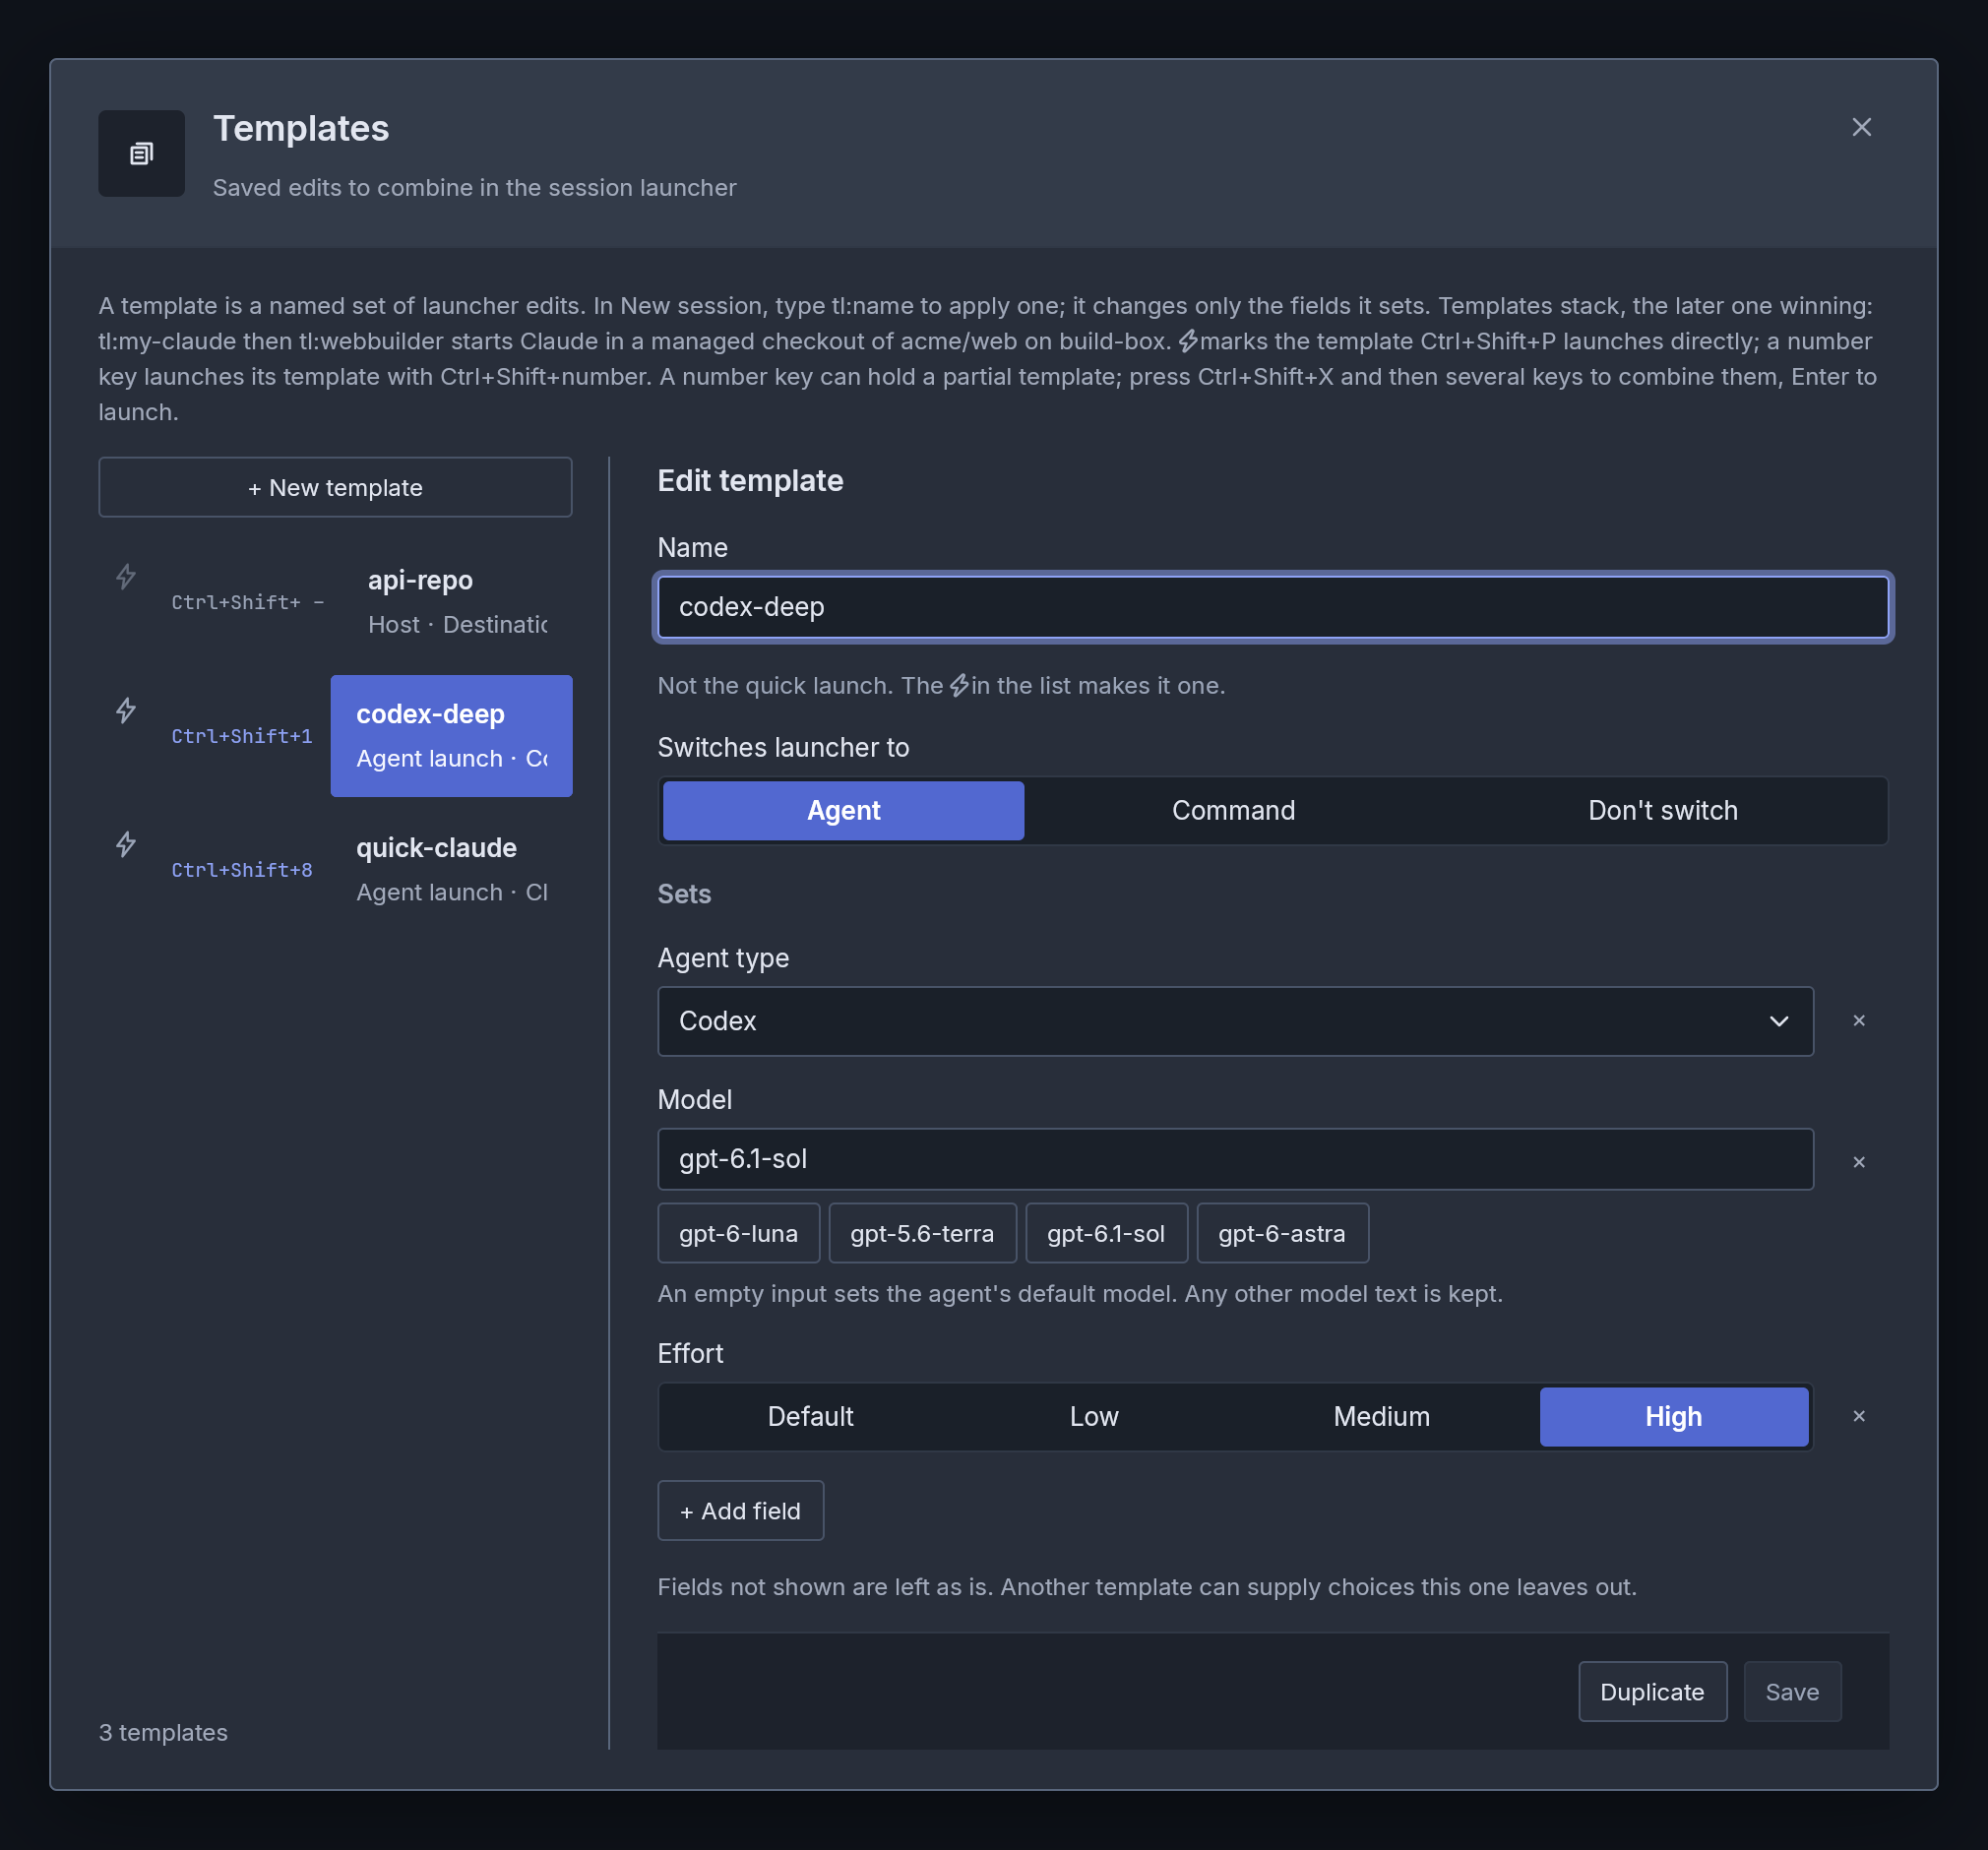 Templates
Saved edits to combine in the session launcher
A template is a named set of launcher edits. In New session, type tl:name to apply one; it changes only the fields it sets. Templates stack, the later one winning:
tl:my-claude then tl:webbuilder starts Claude in a managed checkout of acme/web on build-box. marks the template Ctrl+Shift+P launches directly; a number
key launches its template with Ctrl+Shift+number. A number key can hold a partial template; press Ctrl+Shift+X and then several keys to combine them, Enter to
launch.
+ New template
Ctrl+Shift+ –
api-repo
Host · Destinatic
Ctrl+Shift+1
codex-deep
Agent launch · Co
Ctrl+Shift+8
quick-claude
Agent launch · Cl
3 templates
Edit template
Name
codex-deep
Not the quick launch. The in the list makes it one.
Switches launcher to
Agent Command Don't switch
Sets
Agent type
Codex ×
Model
gpt-6.1-sol ×
gpt-6-luna gpt-5.6-terra gpt-6.1-sol gpt-6-astra
An empty input sets the agent's default model. Any other model text is kept.
Effort
Default Low Medium High ×
+ Add field
Fields not shown are left as is. Another template can supply choices this one leaves out.
Duplicate Save